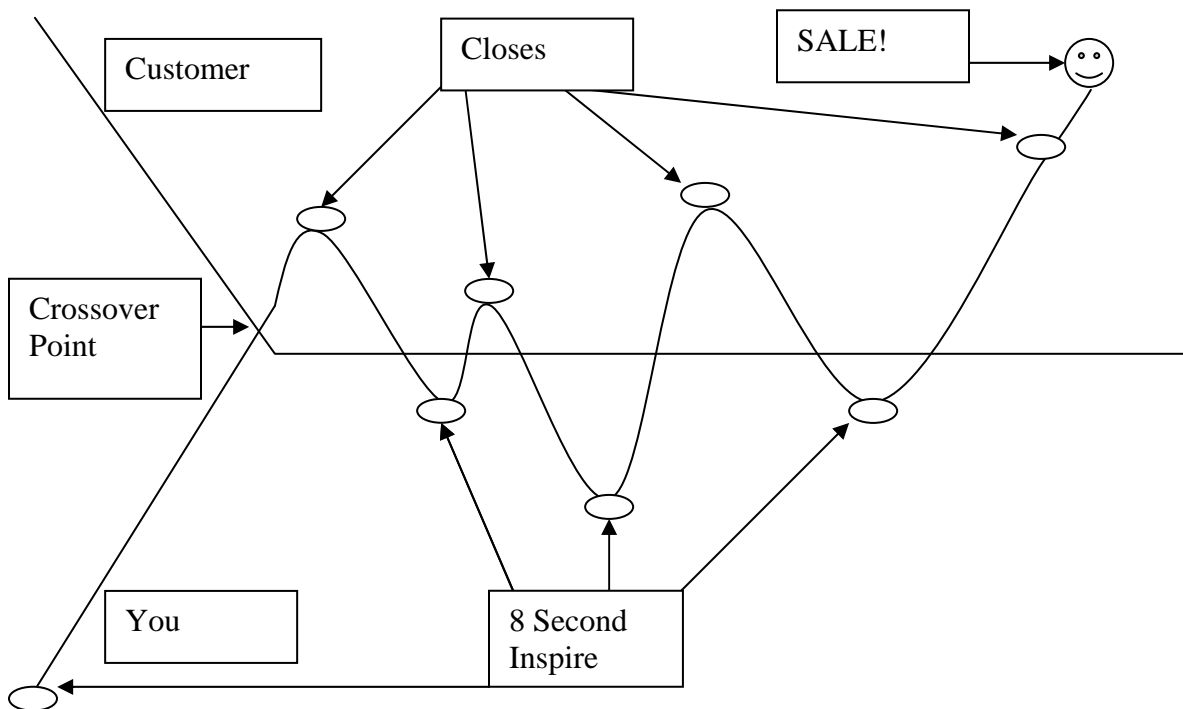 Customer
Closes
SALE!
Crossover
Point
You
8 Second
Inspire